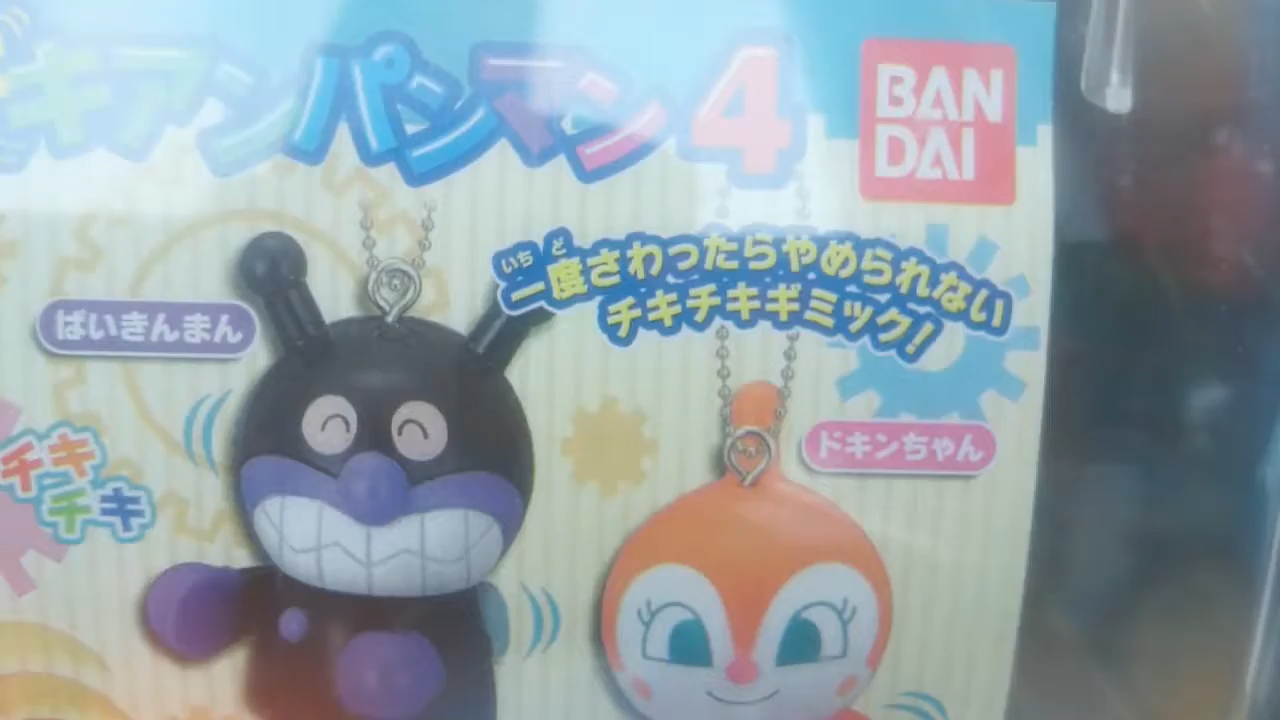 キアンパンマン4
BAN
DAI
いちど
一度さわったらやめられない
チキチキギミック!
ばいきんまん
ドキンちゃん
チキ
チキ